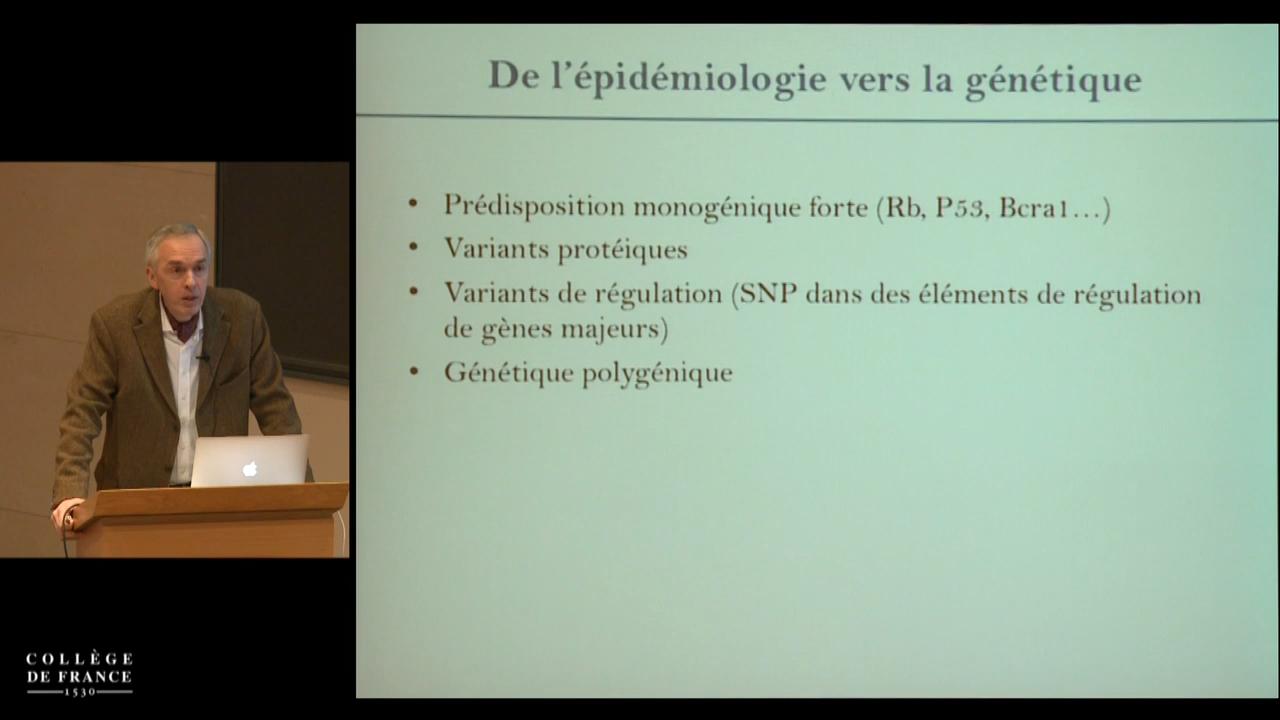 De l'épidémiologie vers la génétique
• Prédisposition monogénique forte (Rb, P53, Bcra1…)
• Variants protéiques
• Variants de régulation (SNP dans des éléments de régulation
de gènes majeurs)
• Génétique polygénique
COLLÈGE
DE FRANCE
1530